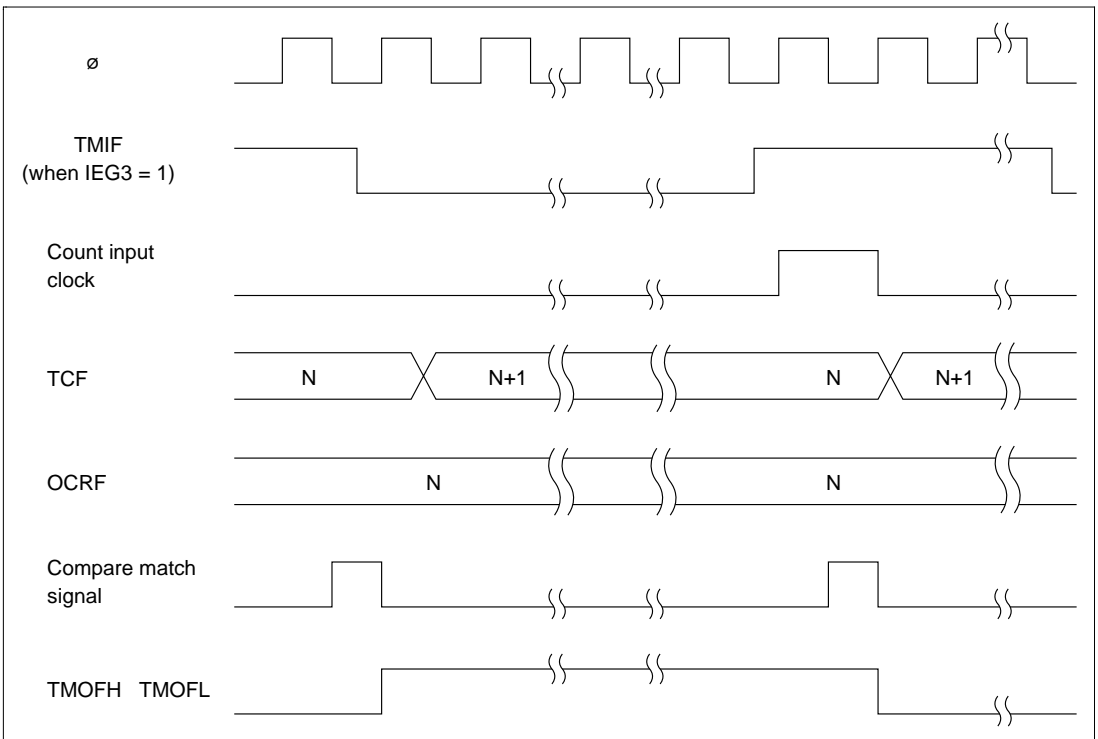 ø
TMIF
(when IEG3 = 1)
Count input
clock
TCF N N+1 N N+1
OCRF N N
Compare match
signal
TMOFH TMOFL